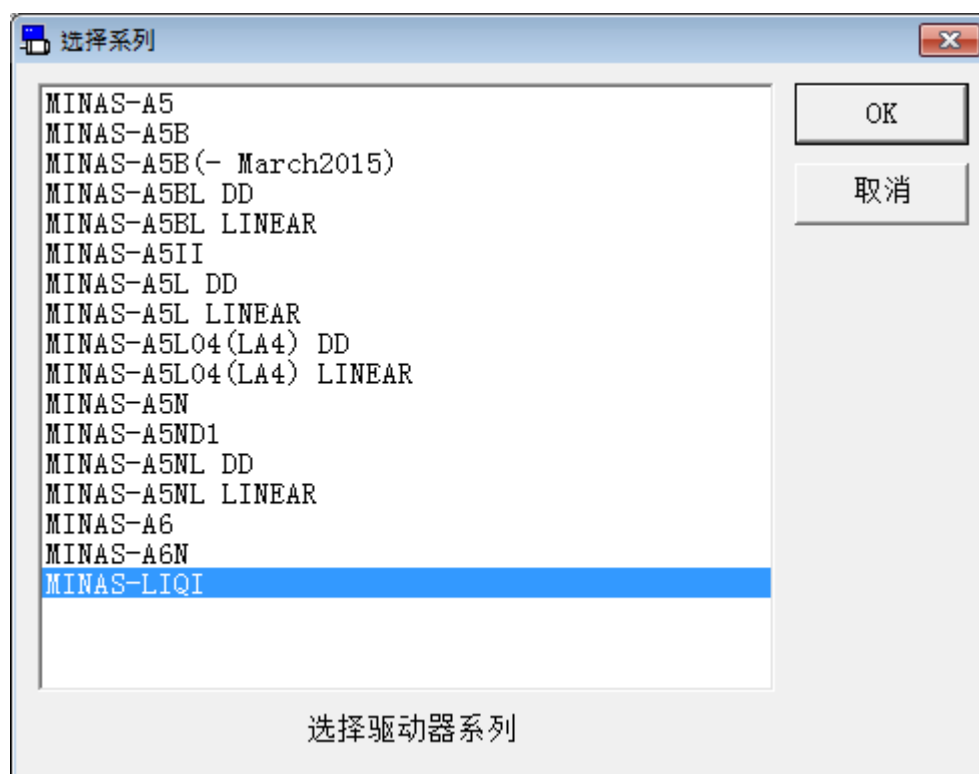 选择系列
MINAS-A5
MINAS-A5B
MINAS-A5B(- March2015)
MINAS-A5BL DD
MINAS-A5BL LINEAR
MINAS-A5II
MINAS-A5L DD
MINAS-A5L LINEAR
MINAS-A5L04(LA4) DD
MINAS-A5L04(LA4) LINEAR
MINAS-A5N
MINAS-A5ND1
MINAS-A5NL DD
MINAS-A5NL LINEAR
MINAS-A6
MINAS-A6N
MINAS-LIQI
OK
取消
选择驱动器系列